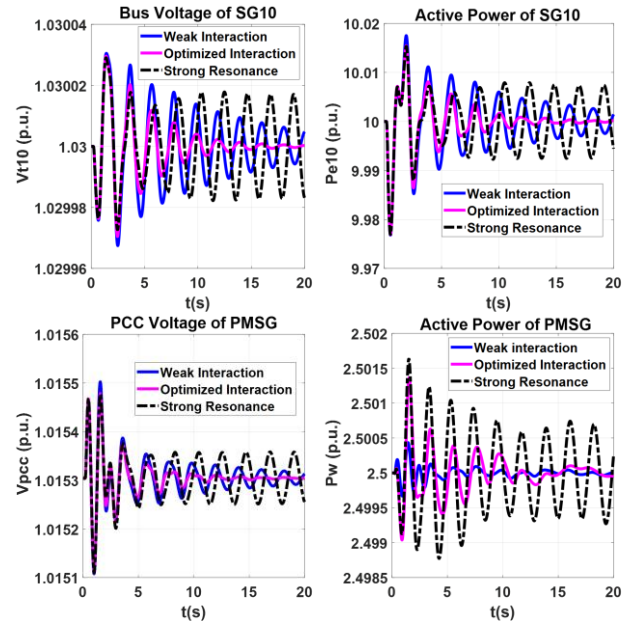 Bus Voltage of SG10
1.03004
1.03002
1.03
1.02998
1.02996
Vt10 (p.u.)
Weak Interaction
Optimized Interaction
Strong Resonance
0 5 10 15 20
t(s)
Active Power of SG10
10.02
10.01
10
9.99
9.98
9.97
Pe10 (p.u.)
Weak Interaction
Optimized Interaction
Strong Resonance
0 5 10 15 20
t(s)
PCC Voltage of PMSG
1.0156
1.0155
1.0154
1.0153
1.0152
1.0151
Vpcc (p.u.)
Weak Interaction
Optimized Interaction
Strong Resonance
0 5 10 15 20
t(s)
Active Power of PMSG
2.502
2.5015
2.501
2.5005
2.5
2.4995
2.499
2.4985
Pw (p.u.)
Weak interaction
Optimized Interaction
Strong Resonance
0 5 10 15 20
t(s)